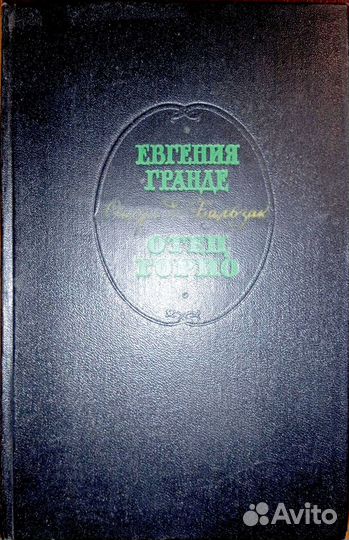 ЕВГЕНИЯ
ГРАНДЕ
Оноре де Бальзак
ОТЕЦ
ГОРИО
Avito